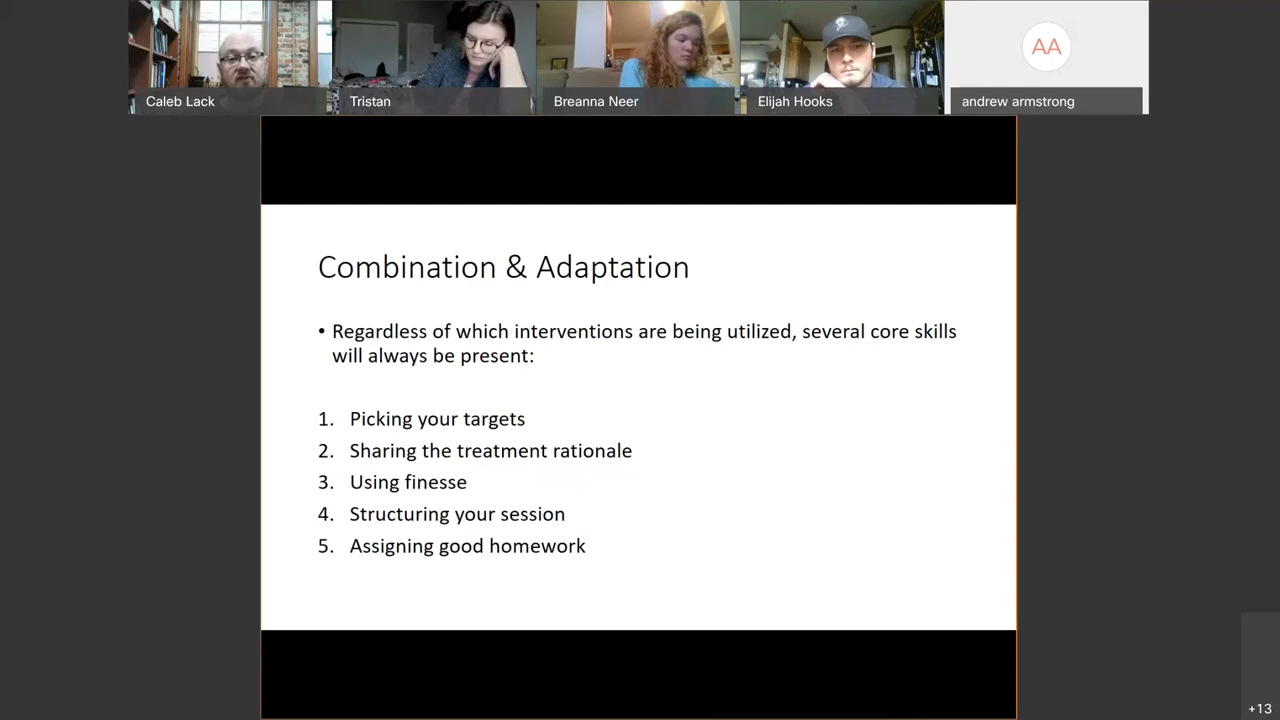 AA
Caleb Lack
Tristan
Breanna Neer
Elijah Hooks
andrew armstrong
Combination & Adaptation
• Regardless of which interventions are being utilized, several core skills
will always be present:
1. Picking your targets
2. Sharing the treatment rationale
3. Using finesse
4. Structuring your session
5. Assigning good homework
+13